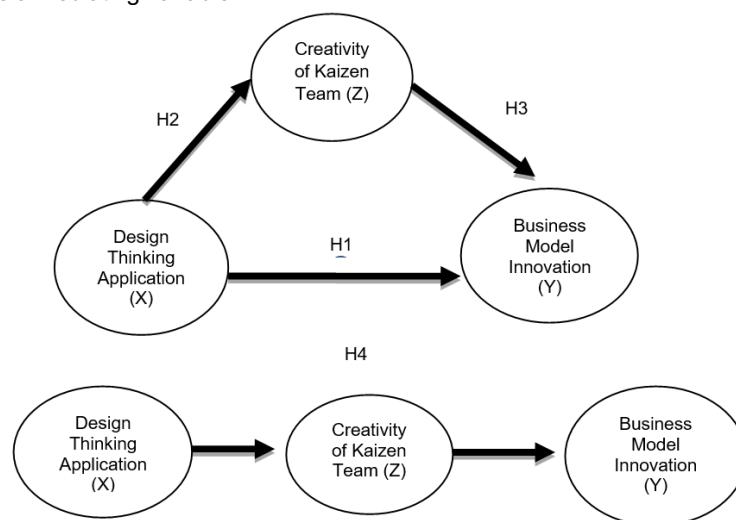 Creativity
of Kaizen
Team (Z)
H2
H3
Design
Thinking
Application
(X)
H1
Business
Model
Innovation
(Y)
H4
Design
Thinking
Application
(X)
Creativity
of Kaizen
Team (Z)
Business
Model
Innovation
(Y)